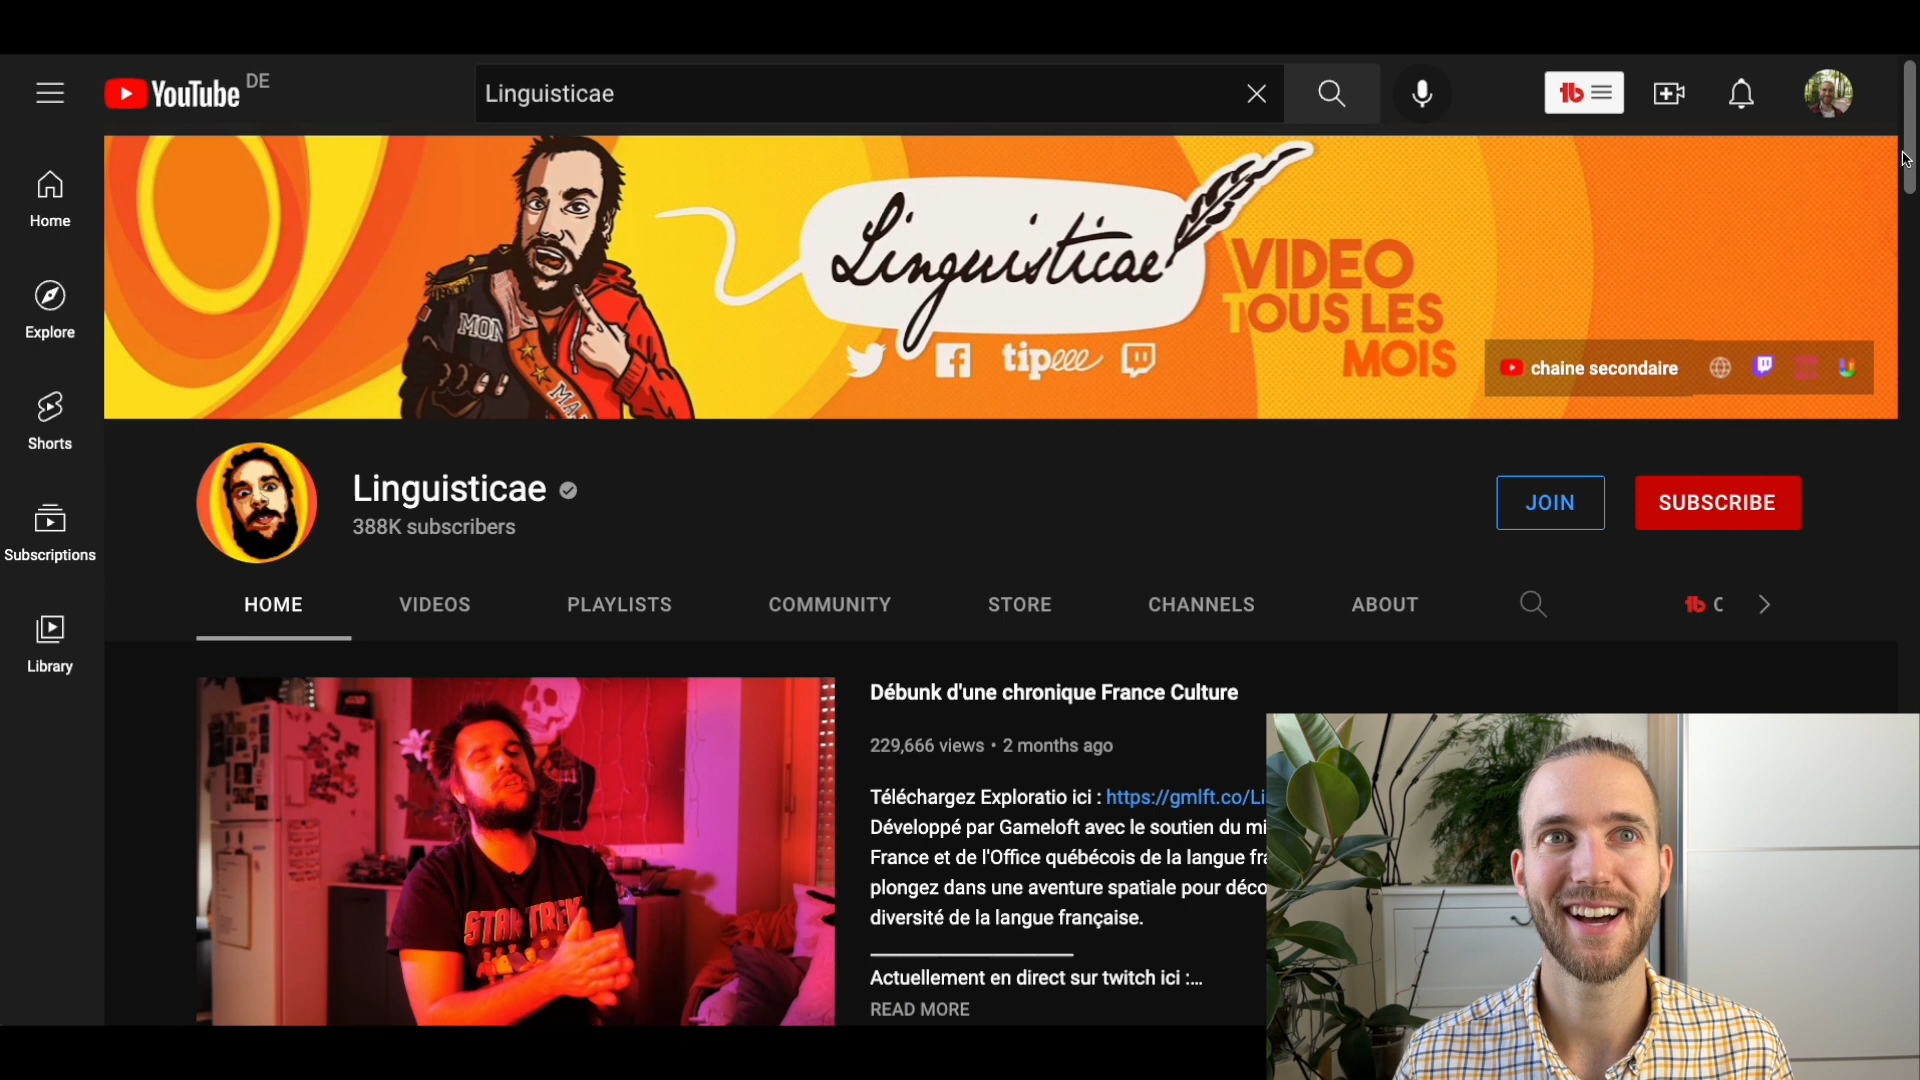 YouTube DE
Linguisticae
Home
Explore
Shorts
Subscriptions
Library
MON
MA
Linguisticae
VIDEO
TOUS LES
MOIS
tipeee
chaine secondaire
Linguisticae
388K subscribers
JOIN
SUBSCRIBE
HOME
VIDEOS
PLAYLISTS
COMMUNITY
STORE
CHANNELS
ABOUT
C
STAR TREK
Débunk d'une chronique France Culture
229,666 views • 2 months ago
Téléchargez Exploratio ici : https://gmlft.co/Li
Développé par Gameloft avec le soutien du mi
France et de l'Office québécois de la langue fra
plongez dans une aventure spatiale pour déco
diversité de la langue française.
Actuellement en direct sur twitch ici :...
READ MORE